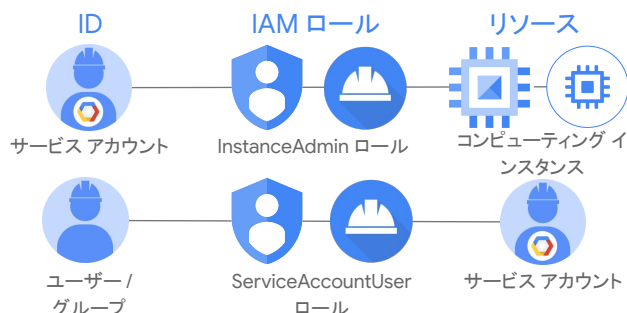 ID
IAM ロール
リソース
サービス アカウント
InstanceAdmin ロール
コンピューティング イ
ンスタンス
ユーザー /
グループ
ServiceAccountUser
ロール
サービス アカウント